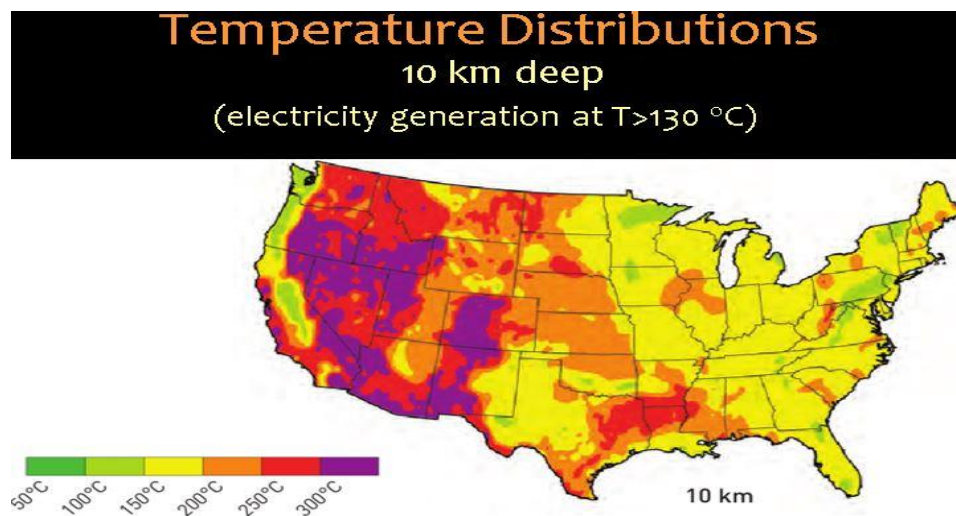 Temperature Distributions
10 km deep
(electricity generation at T>130 °C)
50°C
100°C
150°C
200°C
250°C
300°C
10 km